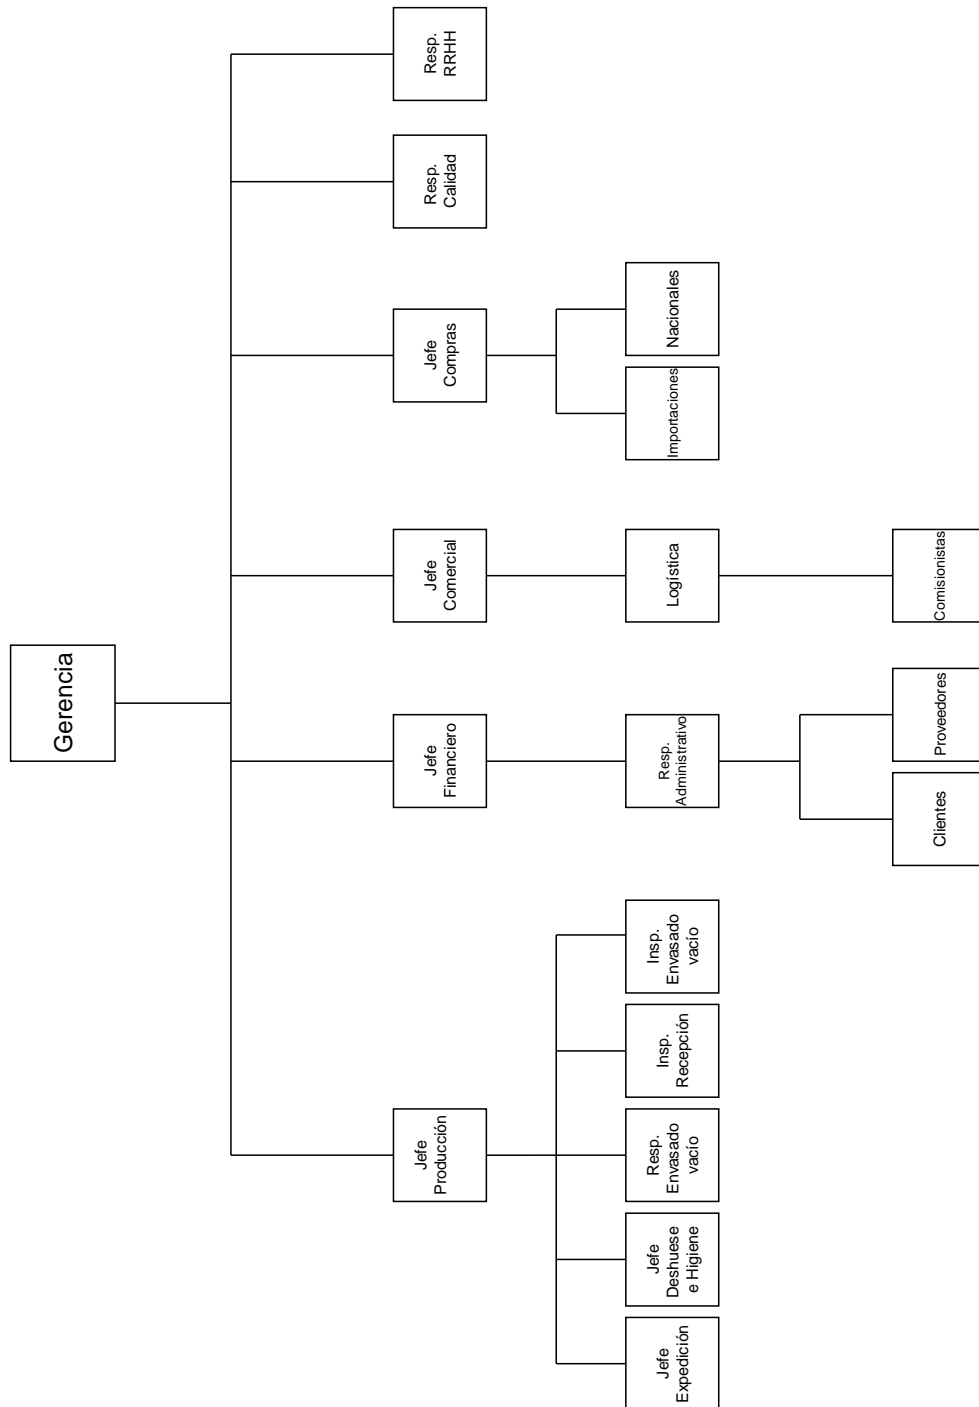 Gerencia
Jefe
Producción
Jefe
Financiero
Jefe
Comercial
Jefe
Compras
Resp.
Calidad
Resp.
RRHH
Jefe
Expedición
Jefe
Deshuese
e Higiene
Resp.
Envasado
vacío
Insp.
Recepción
Insp.
Envasado
vacío
Resp.
Administrativo
Logística
Importaciones
Nacionales
Clientes
Proveedores
Comisionistas